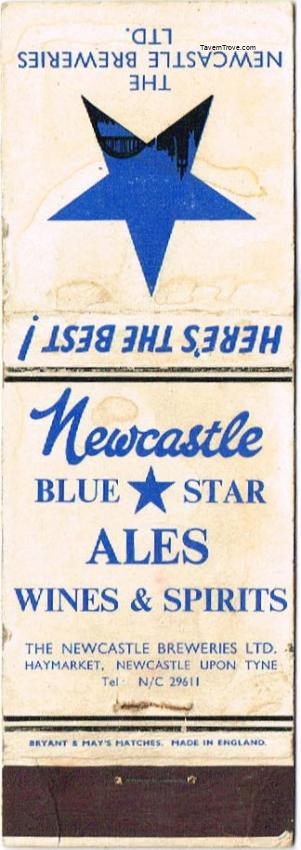 TavernTrove.com
THE
NEWCASTLE BREWERIES
LTD.
HERE'S THE BEST!
Newcastle
BLUE STAR
ALES
WINES & SPIRITS
THE NEWCASTLE BREWERIES LTD.
HAYMARKET, NEWCASTLE UPON TYNE
Tel: N/C 29611
BRYANT & MAY'S MATCHES. MADE IN ENGLAND.